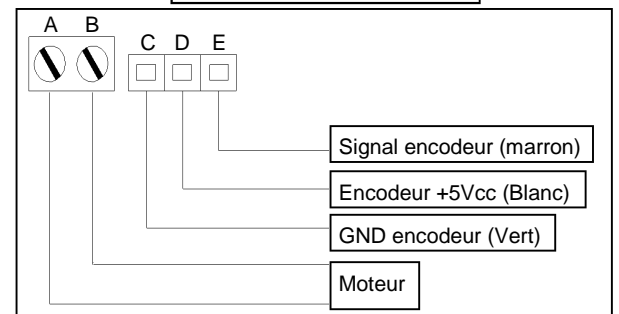 A B
C D E
Signal encodeur (marron)
Encodeur +5Vcc (Blanc)
GND encodeur (Vert)
Moteur